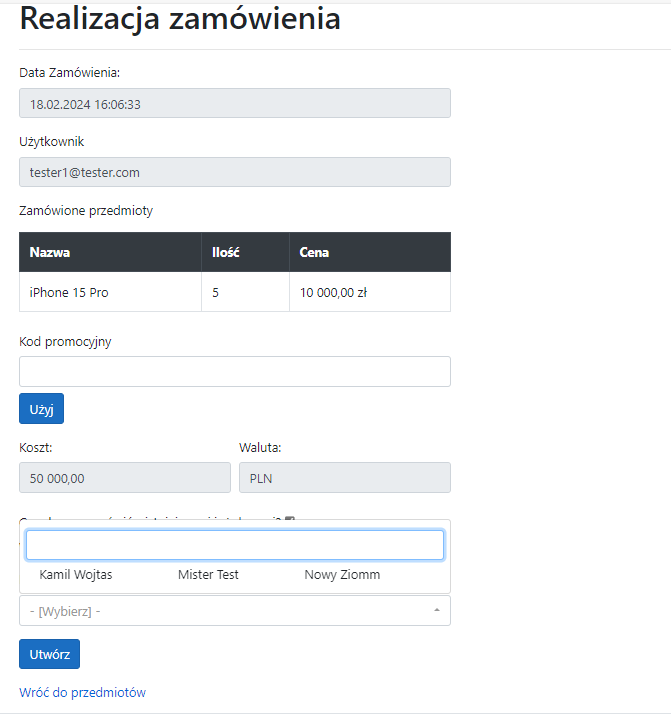 Realizacja zamówienia
Data Zamówienia:
18.02.2024 16:06:33
Użytkownik
tester1@tester.com
Zamówione przedmioty
Nazwa Ilość Cena
iPhone 15 Pro 5 10 000,00 zł
Kod promocyjny
Użyj
Koszt: Waluta:
50 000,00 PLN
Kamil Wojtas Mister Test Nowy Ziomm
- [Wybierz] -
Utwórz
Wróć do przedmiotów